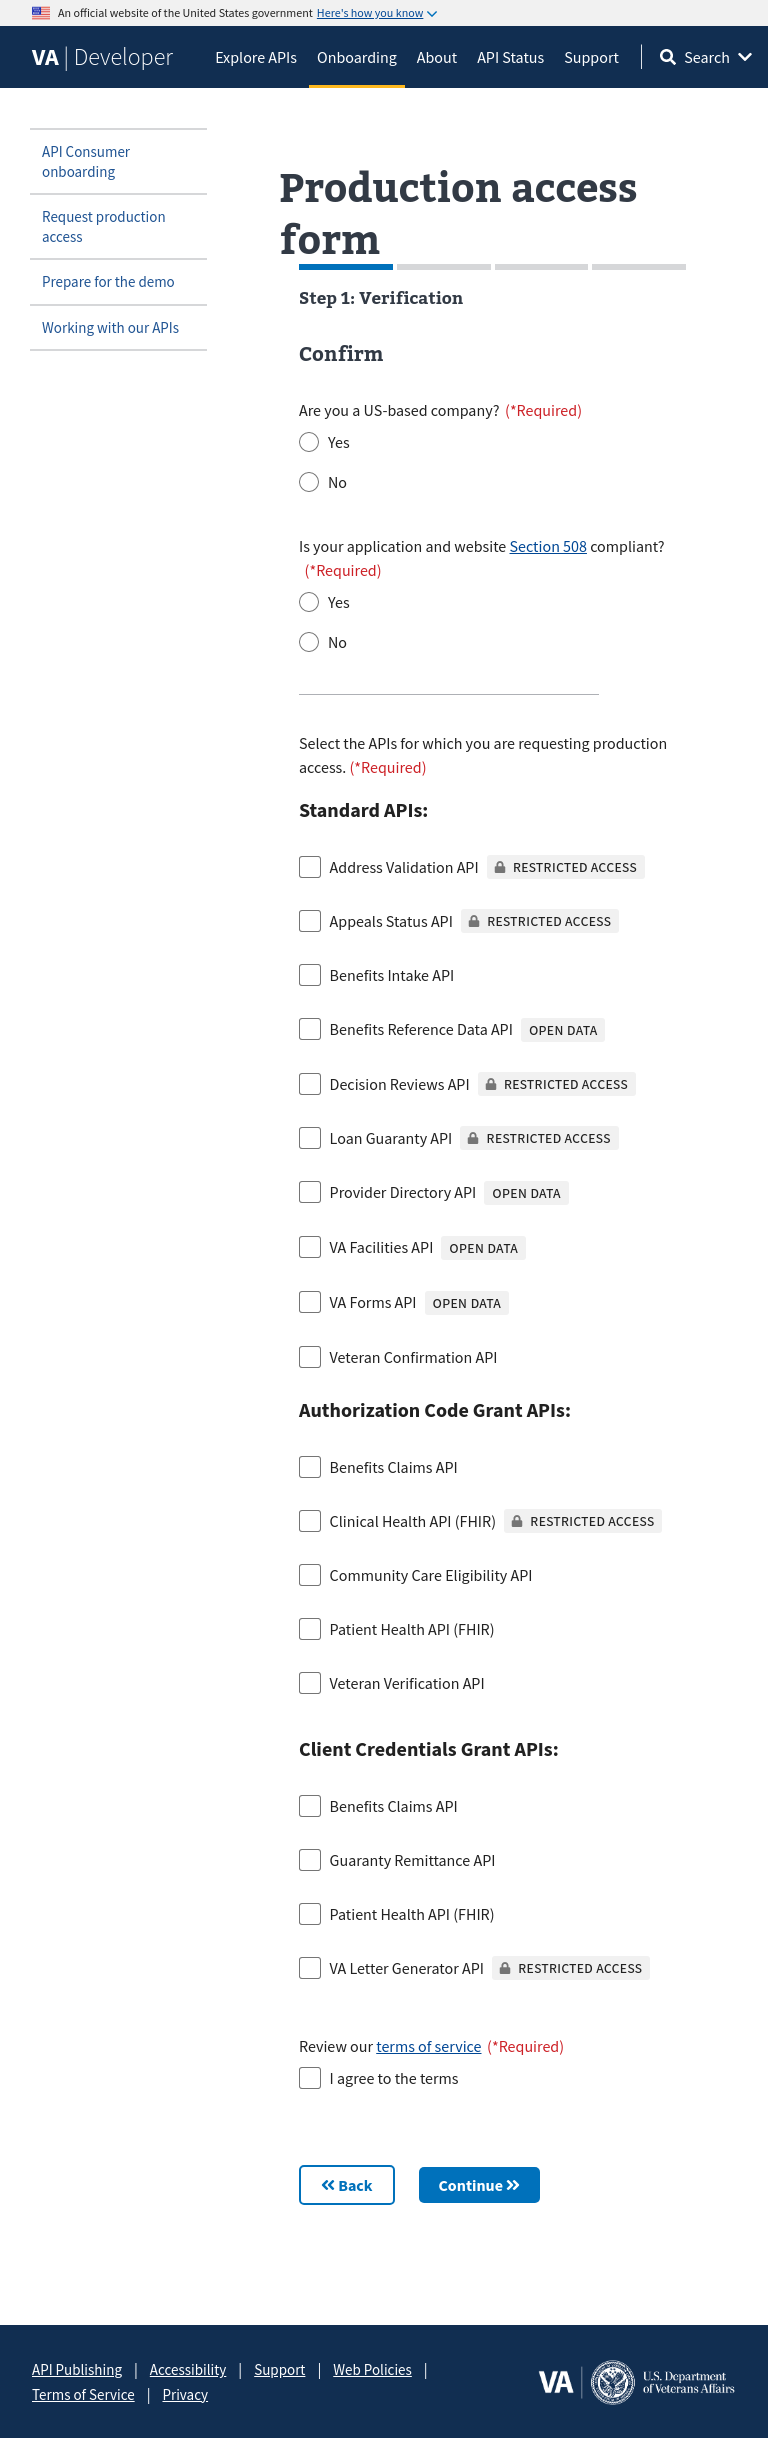 An official website of the United States government Here's how you know
VA | Developer
Explore APIs
Onboarding
About
API Status
Support
Search
API Consumer
onboarding
Request production
access
Prepare for the demo
Working with our APIs
Production access
form
Step 1: Verification
Confirm
Are you a US-based company? (*Required)
Yes
No
Is your application and website Section 508 compliant?
(*Required)
Yes
No
Select the APIs for which you are requesting production
access. (*Required)
Standard APIs:
Address Validation API RESTRICTED ACCESS
Appeals Status API RESTRICTED ACCESS
Benefits Intake API
Benefits Reference Data API OPEN DATA
Decision Reviews API RESTRICTED ACCESS
Loan Guaranty API RESTRICTED ACCESS
Provider Directory API OPEN DATA
VA Facilities API OPEN DATA
VA Forms API OPEN DATA
Veteran Confirmation API
Authorization Code Grant APIs:
Benefits Claims API
Clinical Health API (FHIR) RESTRICTED ACCESS
Community Care Eligibility API
Patient Health API (FHIR)
Veteran Verification API
Client Credentials Grant APIs:
Benefits Claims API
Guaranty Remittance API
Patient Health API (FHIR)
VA Letter Generator API RESTRICTED ACCESS
Review our terms of service (*Required)
I agree to the terms
Back
Continue
API Publishing | Accessibility | Support | Web Policies |
Terms of Service | Privacy
VA
U.S. Department
of Veterans Affairs